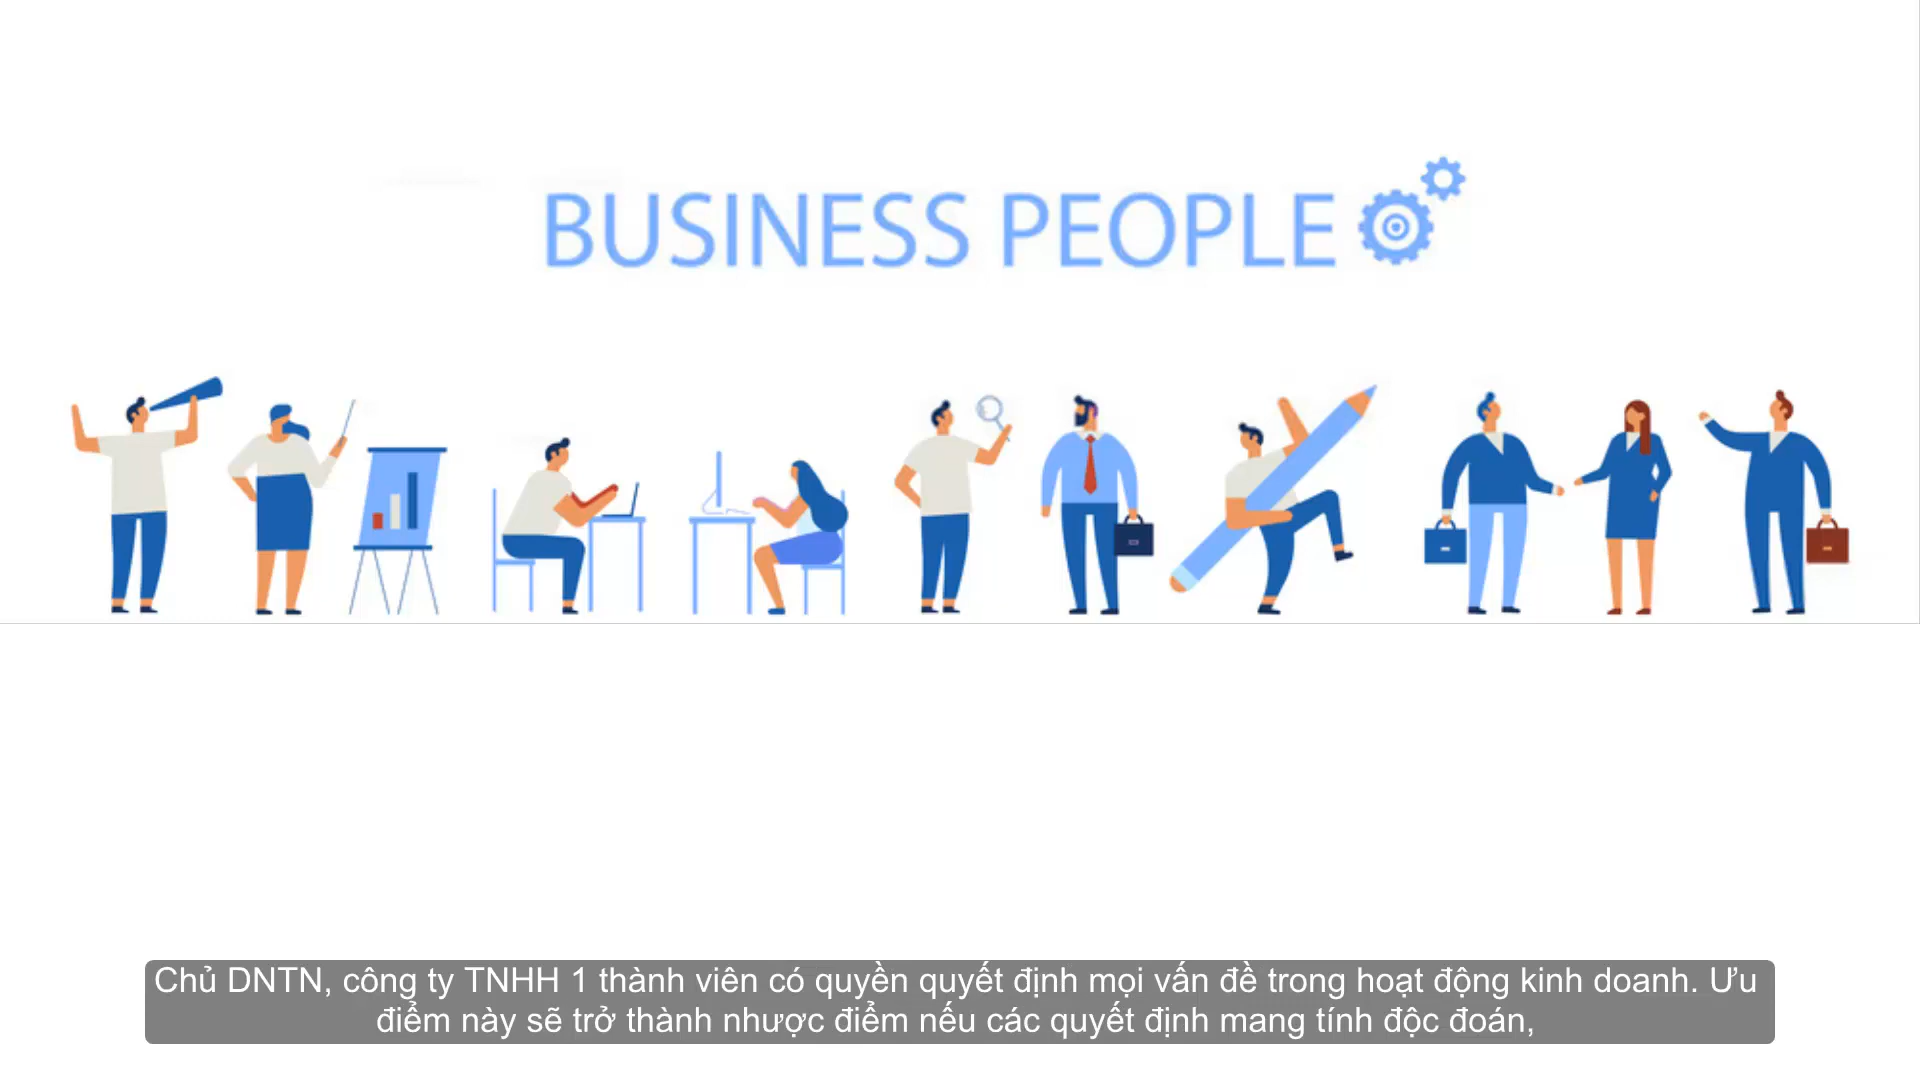 BUSINESS PEOPLE
Chủ DNTN, công ty TNHH 1 thành viên có quyền quyết định mọi vấn đề trong hoạt động kinh doanh. Ưu
điểm này sẽ trở thành nhược điểm nếu các quyết định mang tính độc đoán,